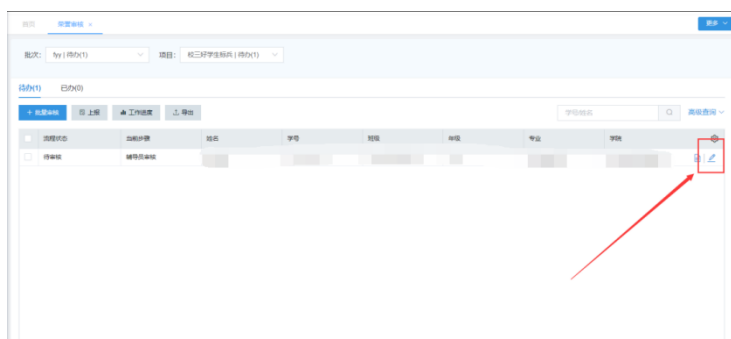 首页 荣誉审核 × 更多
批次: fyy | 待办(1) 项目: 校三好学生标兵 | 待办(1)
待办(1) 已办(0)
+ 批量审核 上报 工作进度 导出 学号/姓名 高级查询
流程状态 当前步骤 姓名 学号 班级 年级 专业 学院
待审核 辅导员审核